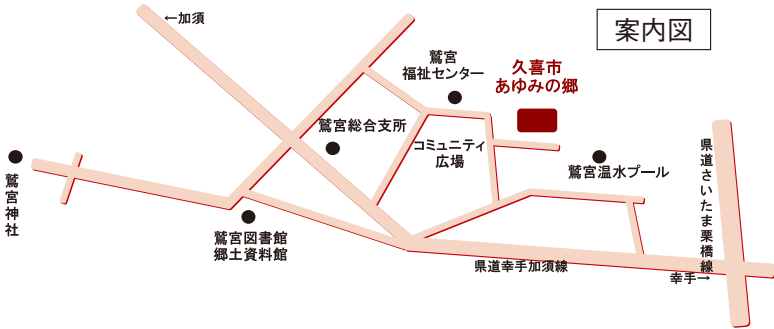 案内図
←加須
鷲宮
福祉センター
久喜市
あゆみの郷
鷲宮総合支所
コミュニティ
広場
鷲宮温水プール
県道さいたま栗橋線
鷲宮神社
鷲宮図書館
郷土資料館
県道幸手加須線
幸手→